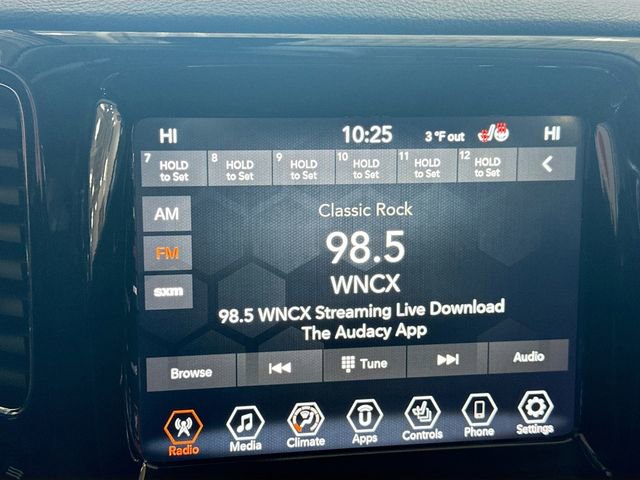 HI 10:25 3 °F out HI
7 HOLD to Set 8 HOLD to Set 9 HOLD to Set 10 HOLD to Set 11 HOLD to Set 12 HOLD to Set
AM
FM
sxm
Classic Rock
98.5
WNCX
98.5 WNCX Streaming Live Download
The Audacy App
Browse Tune Audio
Radio Media Climate Apps Controls Phone Settings